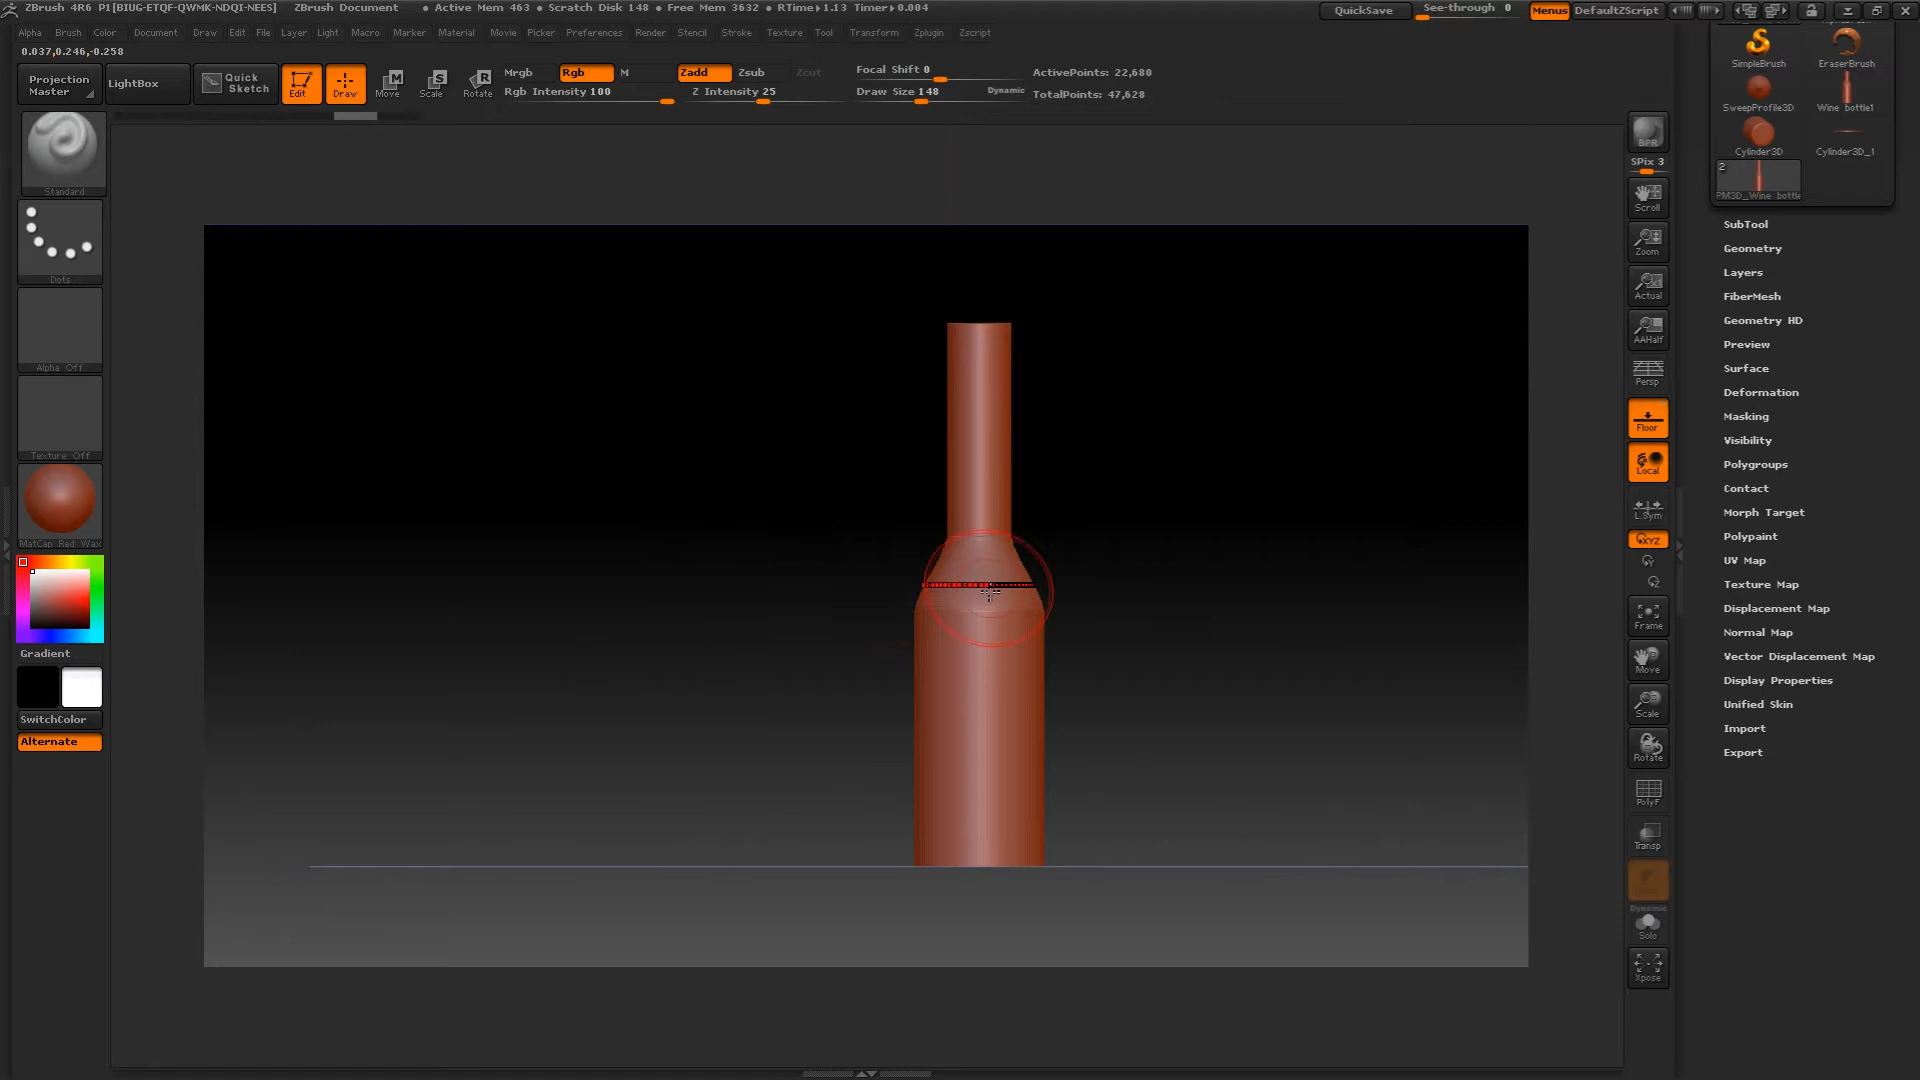 ZBrush 4R6 P1[BIUG-ETQF-QWMK-NDQI-NEES] ZBrush Document • Active Mem 463 • Scratch Disk 148 • Free Mem 3632 • RTime▸1.13 Timer▸0.004 QuickSave See-through 0 Menus DefaultZScript
Alpha Brush Color Document Draw Edit File Layer Light Macro Marker Material Movie Picker Preferences Render Stencil Stroke Texture Tool Transform Zplugin Zscript
0.037,0.246,-0.258
Projection Master
LightBox
Quick Sketch
Edit
Draw
Move
Scale
Rotate
Mrgb Rgb M
Rgb Intensity 100
Zadd Zsub Zcut
Z Intensity 25
Focal Shift 0
Draw Size 148 Dynamic
ActivePoints: 22,680
TotalPoints: 47,628
Standard
Dots
Alpha Off
Texture Off
MatCap Red Wax
Gradient
SwitchColor
Alternate
BPR
SPix 3
Scroll
Zoom
Actual
AAHalf
Persp
Floor
Local
L.Sym
XYZ
Frame
Move
Scale
Rotate
PolyF
Transp
Dynamic
Solo
Xpose
SimpleBrush EraserBrush
SweepProfile3D Wine bottle1
Cylinder3D Cylinder3D_1
2
PM3D_Wine bottle
SubTool
Geometry
Layers
FiberMesh
Geometry HD
Preview
Surface
Deformation
Masking
Visibility
Polygroups
Contact
Morph Target
Polypaint
UV Map
Texture Map
Displacement Map
Normal Map
Vector Displacement Map
Display Properties
Unified Skin
Import
Export